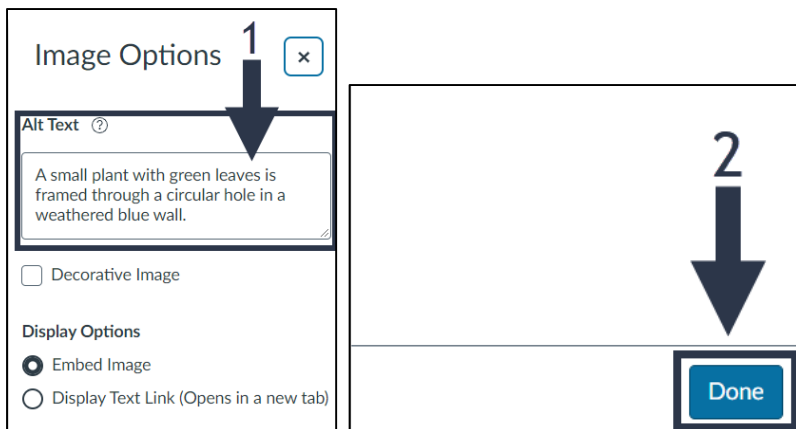 Image Options
1
×
Alt Text ?
A small plant with green leaves is
framed through a circular hole in a
weathered blue wall.
Decorative Image
Display Options
Embed Image
Display Text Link (Opens in a new tab)
2
Done